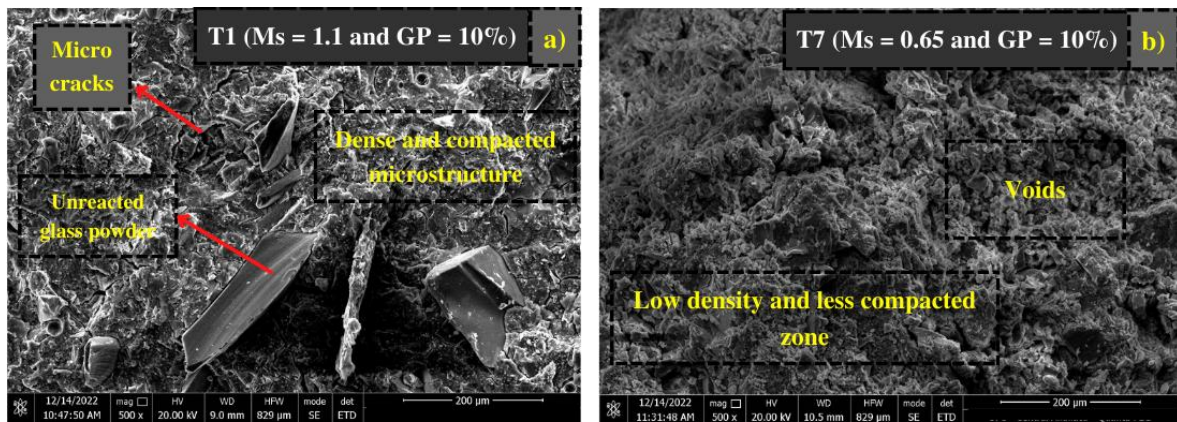 T1 (Ms = 1.1 and GP = 10%) a)
Micro
cracks
Dense and compacted
microstructure
Unreacted
glass powder
12/14/2022 mag HV WD HFW mode det
10:47:50 AM 500 x 20.00 kV 9.0 mm 829 µm SE ETD
200 µm
T7 (Ms = 0.65 and GP = 10%) b)
Voids
Low density and less compacted
zone
12/14/2022 mag HV WD HFW mode det
11:31:48 AM 500 x 20.00 kV 10.5 mm 829 µm SE ETD
200 µm